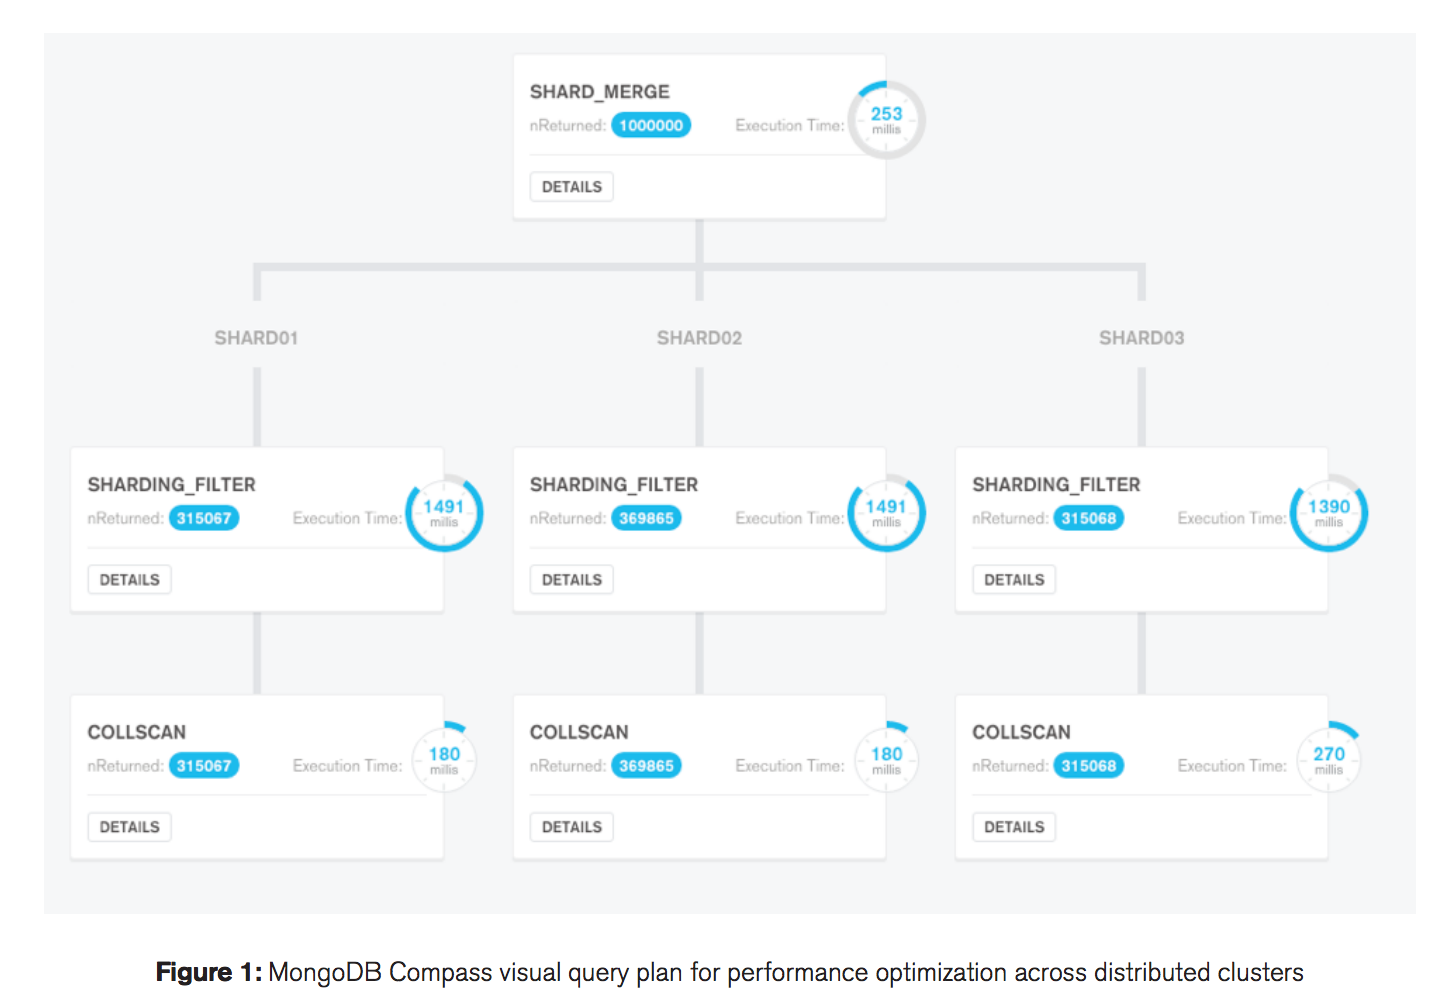 SHARD_MERGE
nReturned: 1000000 Execution Time: 253 millis
DETAILS
SHARD01 SHARD02 SHARD03
SHARDING_FILTER SHARDING_FILTER SHARDING_FILTER
nReturned: 315067 Execution Time: 1491 millis nReturned: 369865 Execution Time: 1491 millis nReturned: 315068 Execution Time: 1390 millis
DETAILS DETAILS DETAILS
COLLSCAN COLLSCAN COLLSCAN
nReturned: 315067 Execution Time: 180 millis nReturned: 369865 Execution Time: 180 millis nReturned: 315068 Execution Time: 270 millis
DETAILS DETAILS DETAILS
Figure 1: MongoDB Compass visual query plan for performance optimization across distributed clusters